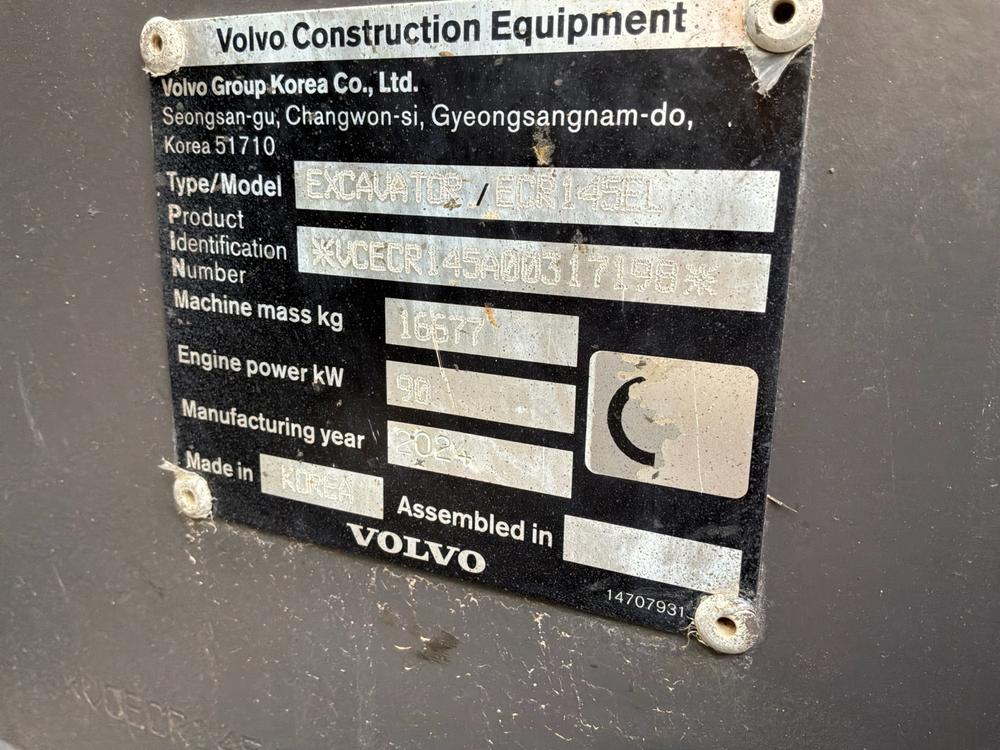 Volvo Construction Equipment
Volvo Group Korea Co., Ltd.
Seongsan-gu, Changwon-si, Gyeongsangnam-do,
Korea 51710
Type/Model EXCAVATOR / ECR145EL
Product
Identification
Number *VCECR145A00317190*
Machine mass kg 16677
Engine power kW 90
Manufacturing year 2024
Made in KOREA
Assembled in
VOLVO
14707931